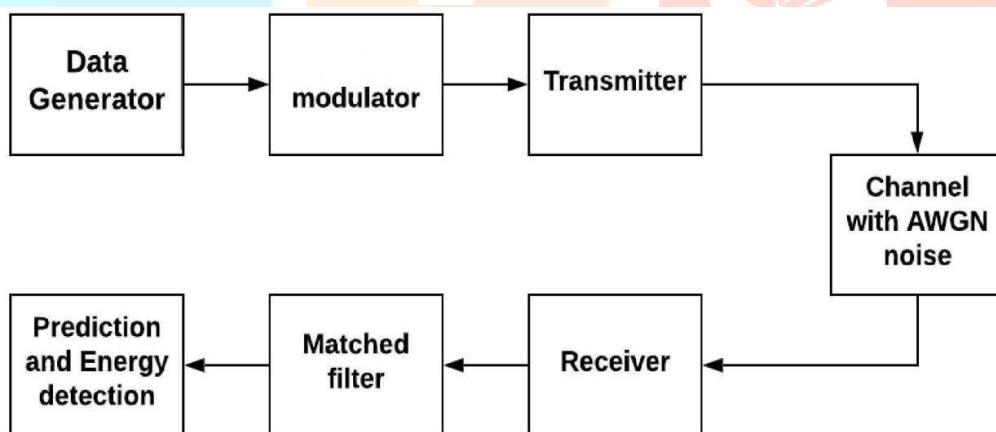 Data
Generator
modulator
Transmitter
Channel
with AWGN
noise
Prediction
and Energy
detection
Matched
filter
Receiver